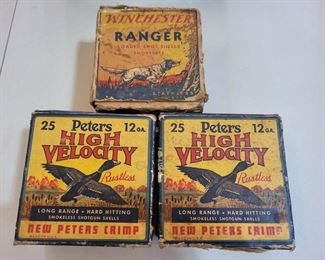 WINCHESTER
RANGER
LOADED SHOT SHELLS
SMOKELESS
25 Peters 12 GA.
HIGH
VELOCITY
Rustless
LONG RANGE • HARD HITTING
SMOKELESS SHOTGUN SHELLS
NEW PETERS CRIMP
25 Peters 12 GA.
HIGH
VELOCITY
Rustless
LONG RANGE • HARD HITTING
SMOKELESS SHOTGUN SHELLS
NEW PETERS CRIMP